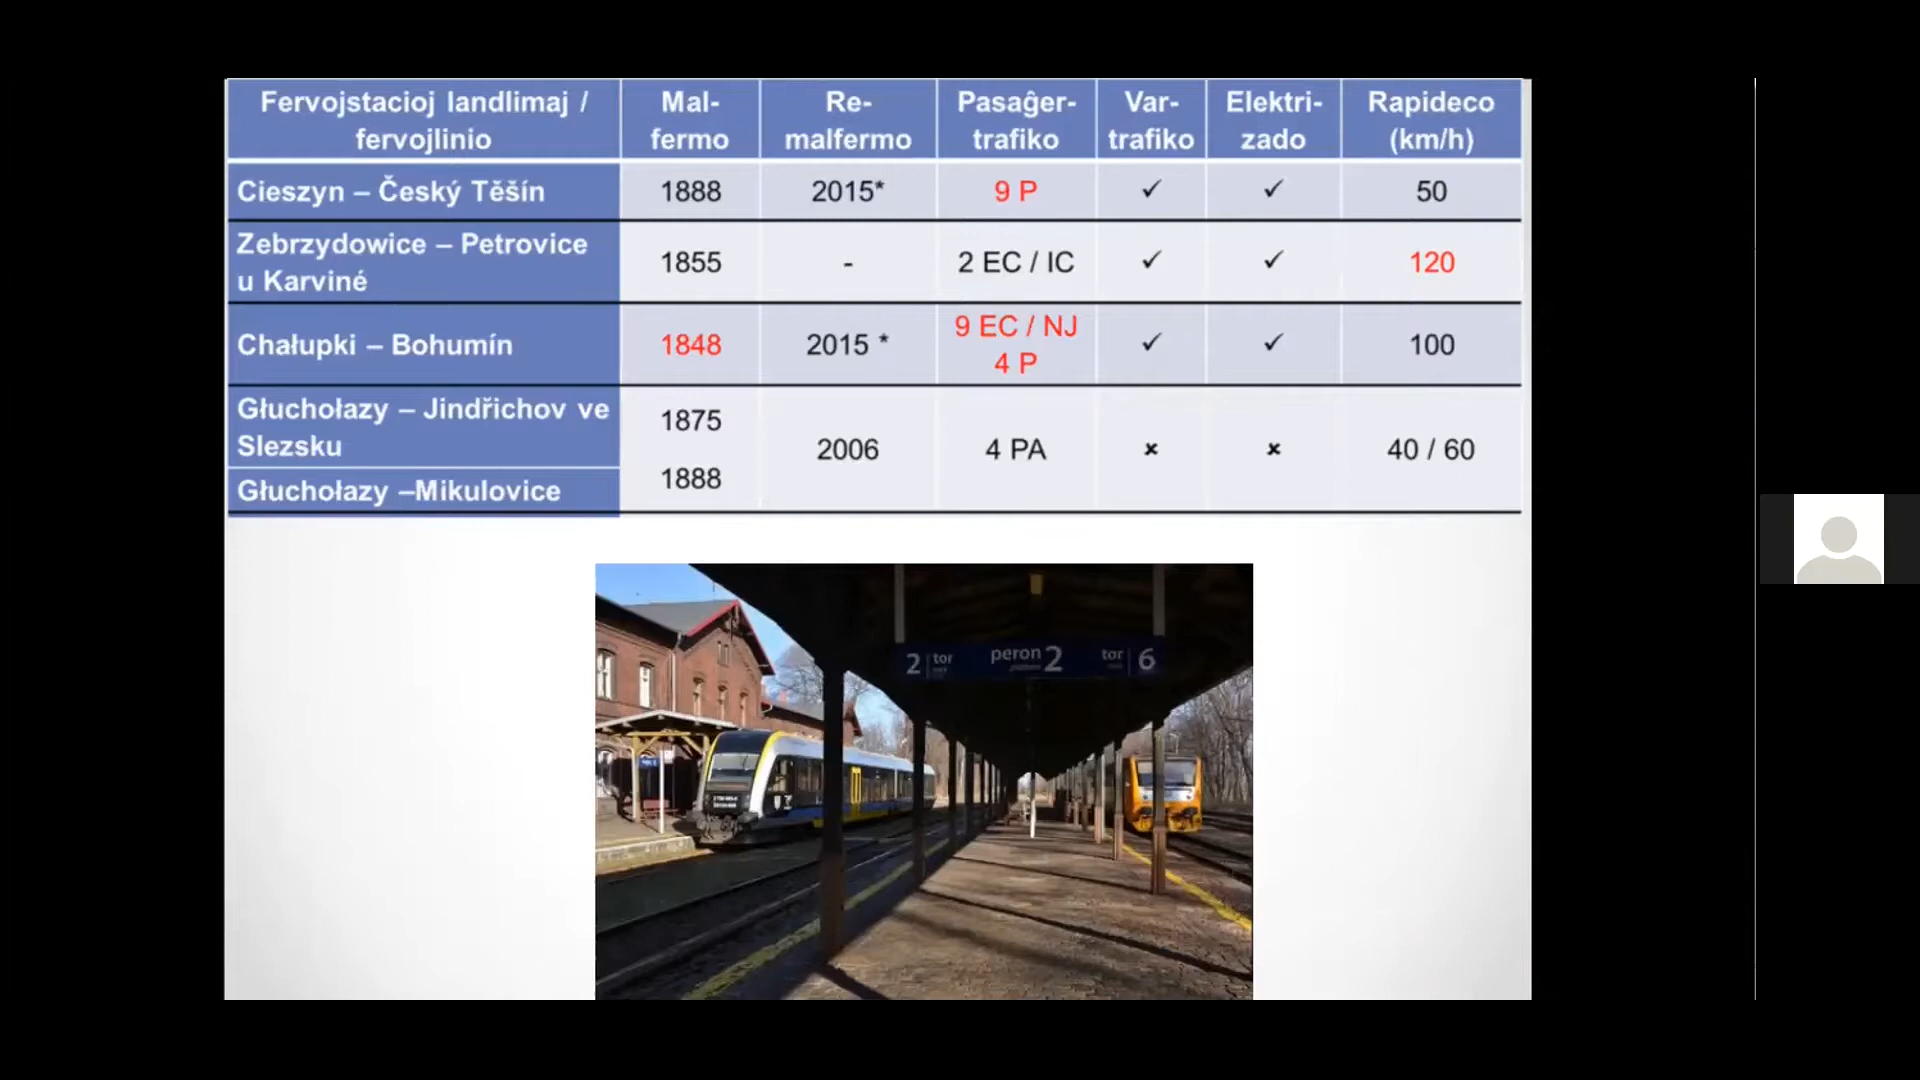 Fervojstacioj landlimaj /
fervojlinio
Mal-
fermo
Re-
malfermo
Pasaĝer-
trafiko
Var-
trafiko
Elektri-
zado
Rapideco
(km/h)
Cieszyn – Český Těšín
1888
2015*
9 P
✓
✓
50
Zebrzydowice – Petrovice
u Karviné
1855
-
2 EC / IC
✓
✓
120
Chałupki – Bohumín
1848
2015 *
9 EC / NJ
4 P
✓
✓
100
Głuchołazy – Jindřichov ve
Slezsku
1875
Głuchołazy –Mikulovice
1888
2006
4 PA
×
×
40 / 60
2 tor peron 2 tor 6